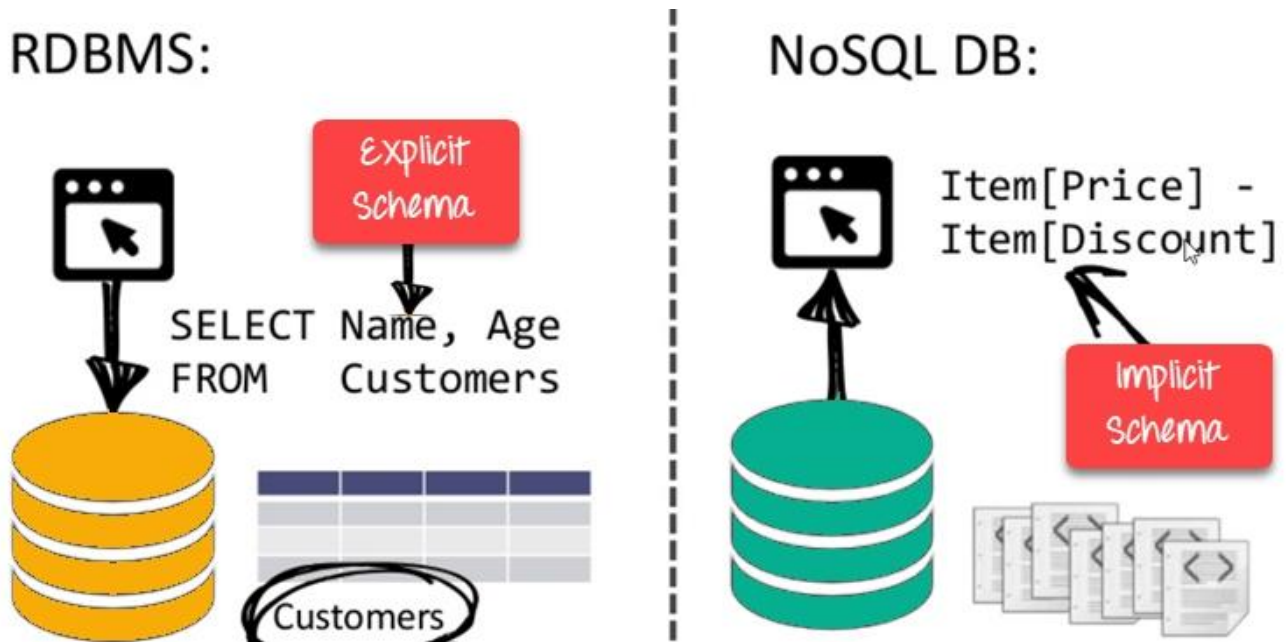 RDBMS:
Explicit
Schema
SELECT Name, Age
FROM Customers
Customers
NoSQL DB:
Item[Price] -
Item[Discount]
Implicit
Schema